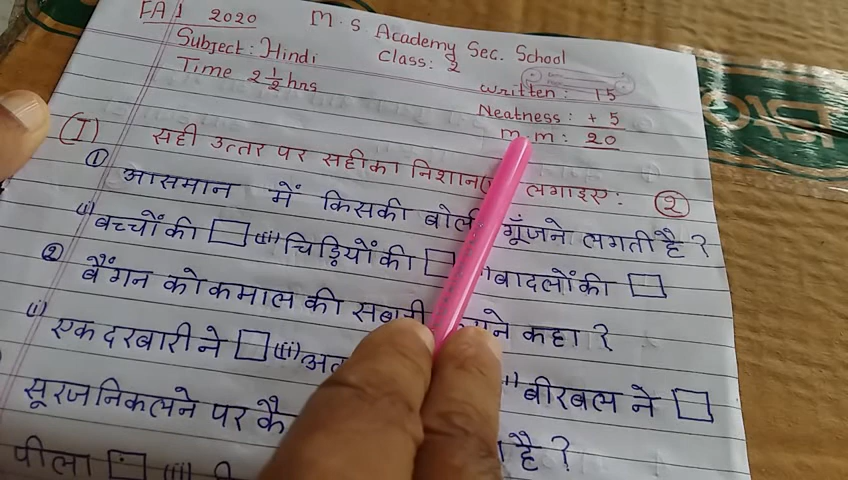 FA 1 2020 M.S Academy Sec. School
Subject: Hindi Class: 2
Time 2 1/2 hrs written: 15
Neatness: + 5
m.m: 20
(I) सही उत्तर पर सही का निशान लगाइए: (2)
① आसमान में किसकी बोली गूँजने लगती है?
(i) बच्चों की □ (ii) चिड़ियों की □ बादलों की □
② बैंगन को कमाल की सब्जी ने कहा?
(i) एक दरबारी ने □ (ii) बीरबल ने □
सूरज निकलने पर है?
पीला □